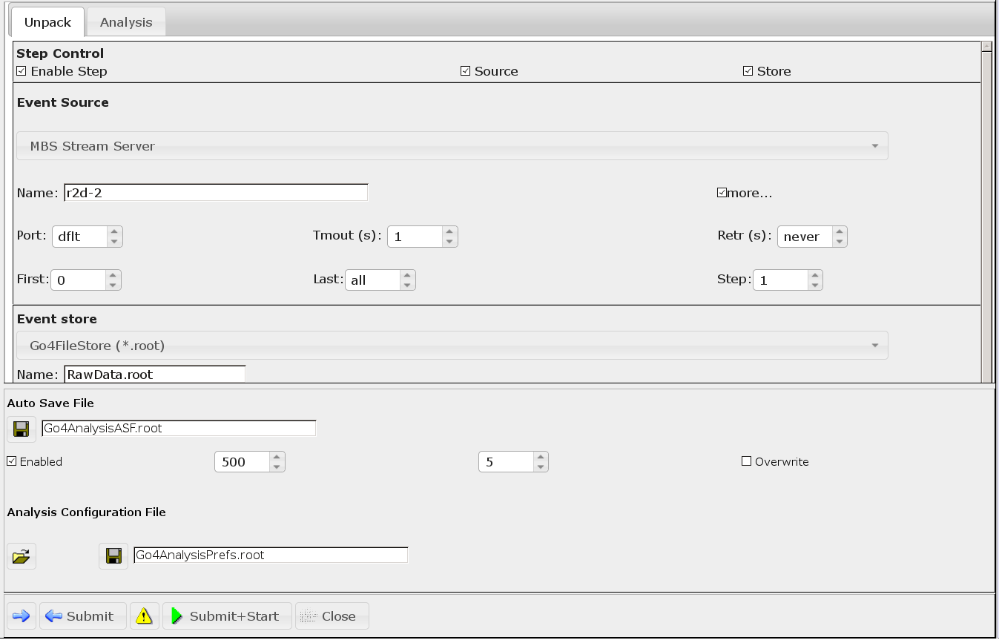 Unpack Analysis
Step Control
Enable Step Source Store
Event Source
MBS Stream Server
Name: r2d-2 more...
Port: dflt Tmout (s): 1 Retr (s): never
First: 0 Last: all Step: 1
Event store
Go4FileStore (*.root)
Name: RawData.root
Auto Save File
Go4AnalysisASF.root
Enabled 500 5 Overwrite
Analysis Configuration File
Go4AnalysisPrefs.root
Submit Submit+Start Close